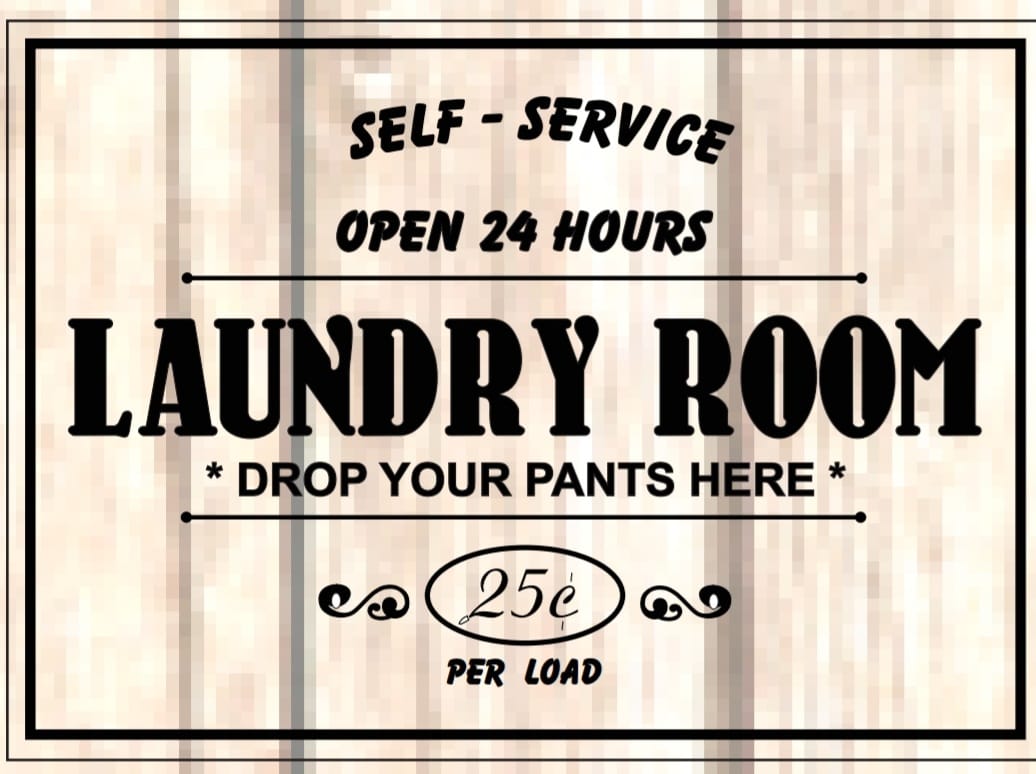 SELF - SERVICE
OPEN 24 HOURS
LAUNDRY ROOM
* DROP YOUR PANTS HERE *
25¢
PER LOAD